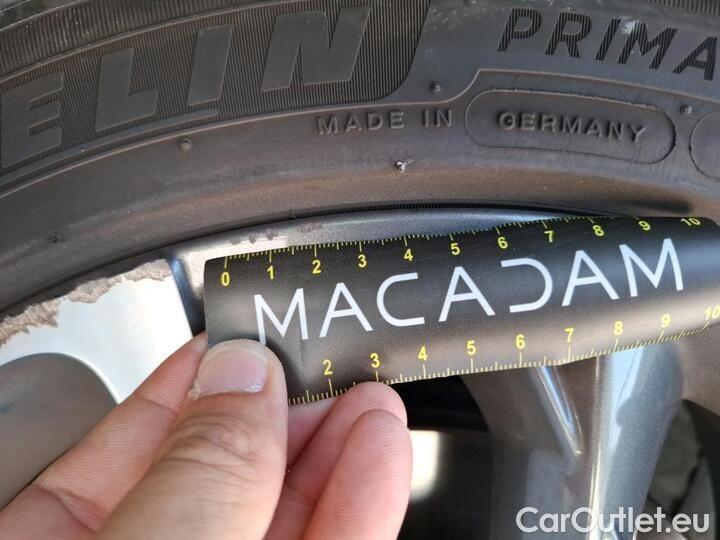 ELIN PRIMA
MADE IN GERMANY
0 1 2 3 4 5 6 7 8 9 10
MACADAM
2 3 4 5 6 7 8 9 10
CarOutlet.eu